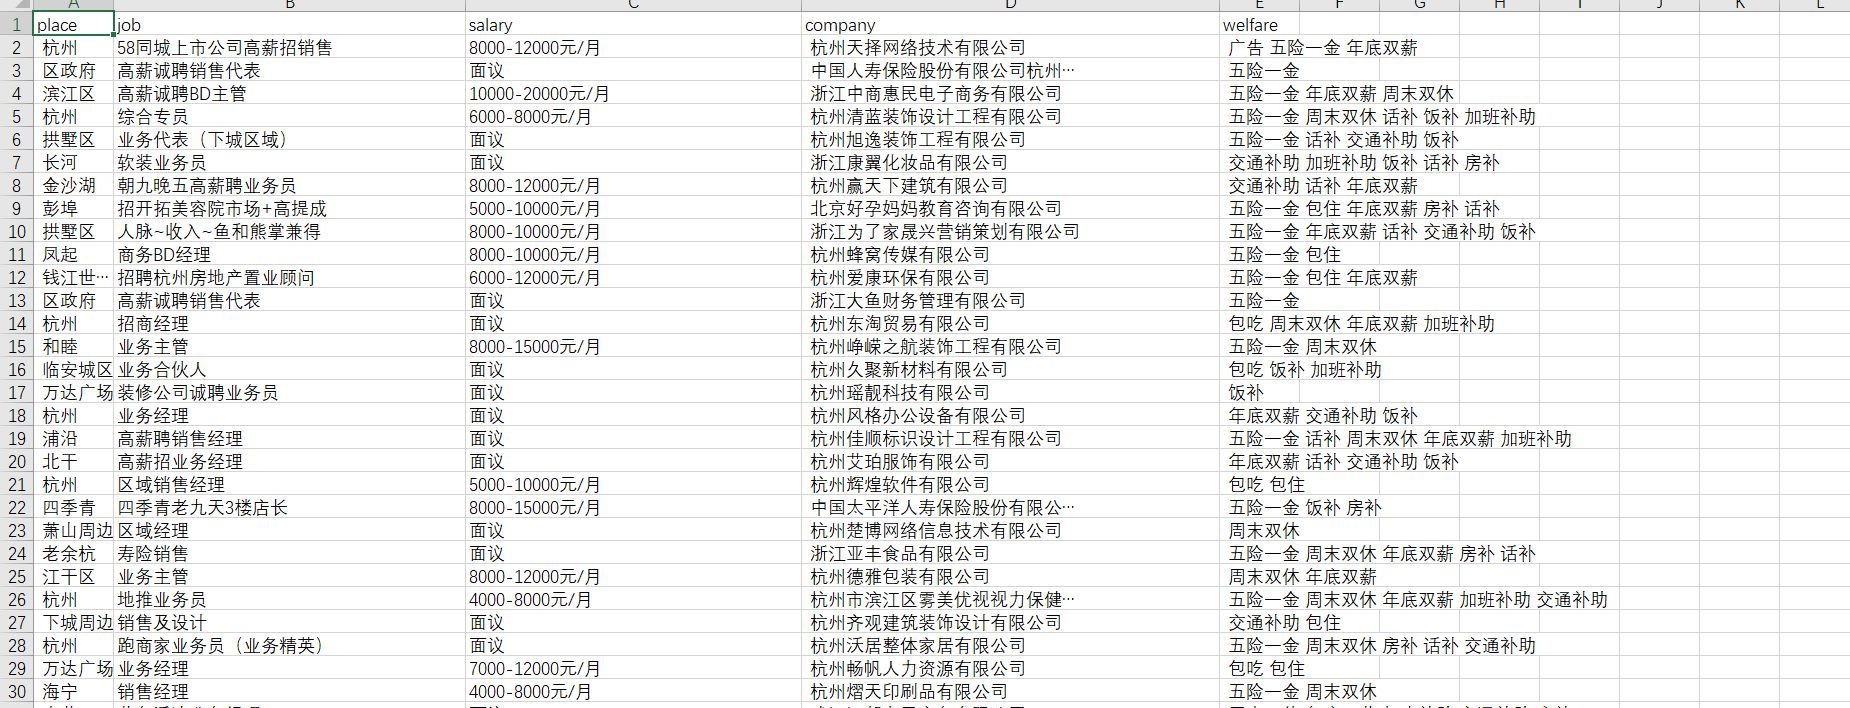 A B C D E F G H I J K L
1 place job salary company welfare
2 杭州 58同城上市公司高薪招销售 8000-12000元/月 杭州天择网络技术有限公司 广告 五险一金 年底双薪
3 区政府 高薪诚聘销售代表 面议 中国人寿保险股份有限公司杭州··· 五险一金
4 滨江区 高薪诚聘BD主管 10000-20000元/月 浙江中商惠民电子商务有限公司 五险一金 年底双薪 周末双休
5 杭州 综合专员 6000-8000元/月 杭州清蓝装饰设计工程有限公司 五险一金 周末双休 话补 饭补 加班补助
6 拱墅区 业务代表（下城区域） 面议 杭州旭逸装饰工程有限公司 五险一金 话补 交通补助 饭补
7 长河 软装业务员 面议 浙江康翼化妆品有限公司 交通补助 加班补助 饭补 话补 房补
8 金沙湖 朝九晚五高薪聘业务员 8000-12000元/月 杭州赢天下建筑有限公司 交通补助 话补 年底双薪
9 彭埠 招开拓美容院市场+高提成 5000-10000元/月 北京好孕妈妈教育咨询有限公司 五险一金 包住 年底双薪 房补 话补
10 拱墅区 人脉~收入~鱼和熊掌兼得 8000-10000元/月 浙江为了家晟兴营销策划有限公司 五险一金 年底双薪 话补 交通补助 饭补
11 凤起 商务BD经理 8000-10000元/月 杭州蜂窝传媒有限公司 五险一金 包住
12 钱江世··· 招聘杭州房地产置业顾问 6000-12000元/月 杭州爱康环保有限公司 五险一金 包住 年底双薪
13 区政府 高薪诚聘销售代表 面议 浙江大鱼财务管理有限公司 五险一金
14 杭州 招商经理 面议 杭州东淘贸易有限公司 包吃 周末双休 年底双薪 加班补助
15 和睦 业务主管 8000-15000元/月 杭州峥嵘之航装饰工程有限公司 五险一金 周末双休
16 临安城区 业务合伙人 面议 杭州久聚新材料有限公司 包吃 饭补 加班补助
17 万达广场 装修公司诚聘业务员 面议 杭州瑶靓科技有限公司 饭补
18 杭州 业务经理 面议 杭州风格办公设备有限公司 年底双薪 交通补助 饭补
19 浦沿 高薪聘销售经理 面议 杭州佳顺标识设计工程有限公司 五险一金 话补 周末双休 年底双薪 加班补助
20 北干 高薪招业务经理 面议 杭州艾珀服饰有限公司 年底双薪 话补 交通补助 饭补
21 杭州 区域销售经理 5000-10000元/月 杭州辉煌软件有限公司 包吃 包住
22 四季青 四季青老九天3楼店长 8000-15000元/月 中国太平洋人寿保险股份有限公··· 五险一金 饭补 房补
23 萧山周边 区域经理 面议 杭州楚博网络信息技术有限公司 周末双休
24 老余杭 寿险销售 面议 浙江亚丰食品有限公司 五险一金 周末双休 年底双薪 房补 话补
25 江干区 业务主管 8000-12000元/月 杭州德雅包装有限公司 周末双休 年底双薪
26 杭州 地推业务员 4000-8000元/月 杭州市滨江区雾美优视视力保健··· 五险一金 周末双休 年底双薪 加班补助 交通补助
27 下城周边 销售及设计 面议 杭州齐观建筑装饰设计有限公司 交通补助 包住
28 杭州 跑商家业务员（业务精英） 面议 杭州沃居整体家居有限公司 五险一金 周末双休 房补 话补 交通补助
29 万达广场 业务经理 7000-12000元/月 杭州畅帆人力资源有限公司 包吃 包住
30 海宁 销售经理 4000-8000元/月 杭州熠天印刷品有限公司 五险一金 周末双休